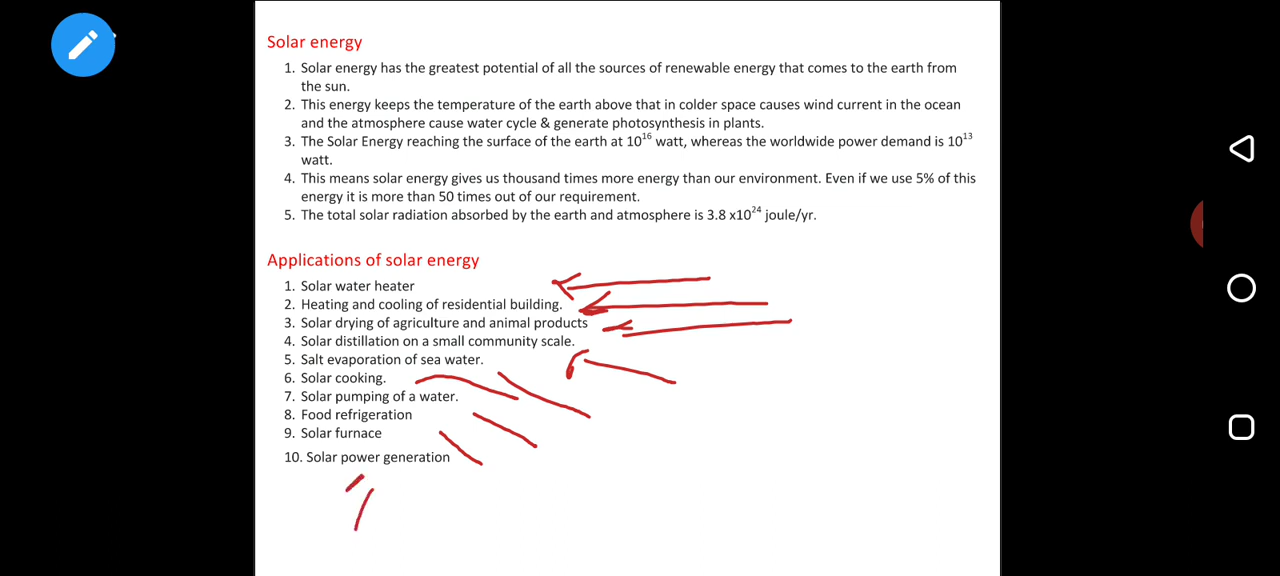 Solar energy
1. Solar energy has the greatest potential of all the sources of renewable energy that comes to the earth from
the sun.
2. This energy keeps the temperature of the earth above that in colder space causes wind current in the ocean
and the atmosphere cause water cycle & generate photosynthesis in plants.
3. The Solar Energy reaching the surface of the earth at 10¹⁶ watt, whereas the worldwide power demand is 10¹³
watt.
4. This means solar energy gives us thousand times more energy than our environment. Even if we use 5% of this
energy it is more than 50 times out of our requirement.
5. The total solar radiation absorbed by the earth and atmosphere is 3.8 x10²⁴ joule/yr.
Applications of solar energy
1. Solar water heater
2. Heating and cooling of residential building.
3. Solar drying of agriculture and animal products
4. Solar distillation on a small community scale.
5. Salt evaporation of sea water.
6. Solar cooking.
7. Solar pumping of a water.
8. Food refrigeration
9. Solar furnace
10. Solar power generation